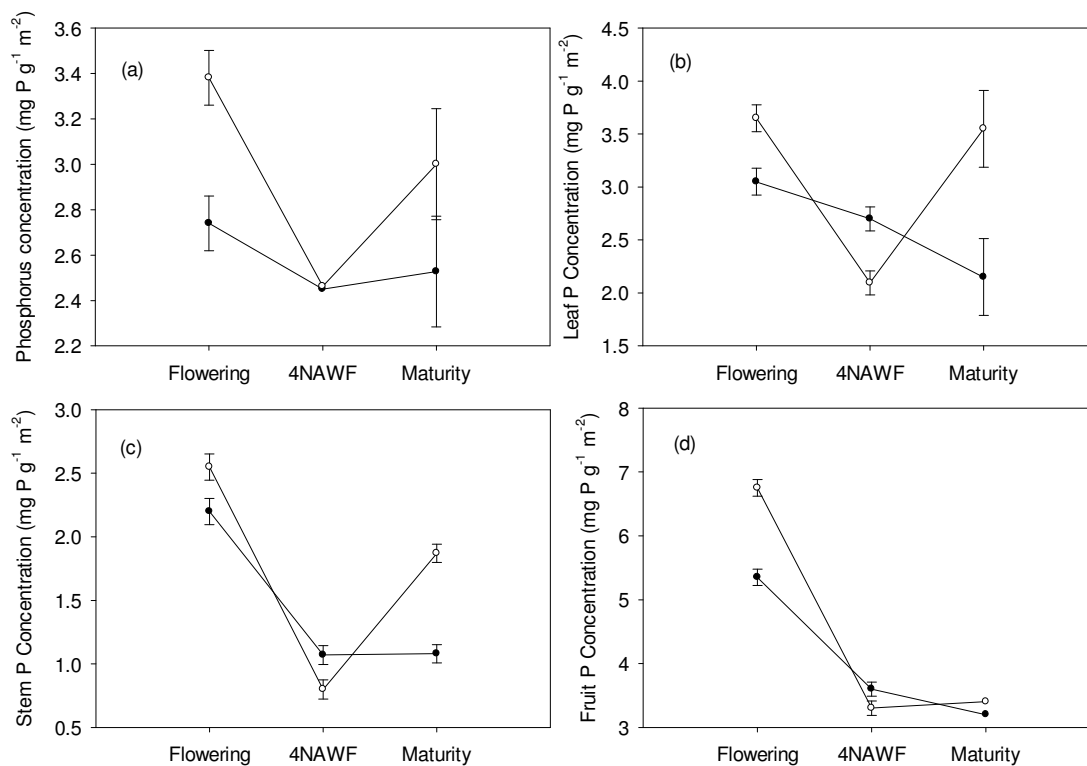 Phosphorus concentration (mg P g-1 m-2)
3.6
3.4
3.2
3.0
2.8
2.6
2.4
2.2
(a)
Flowering 4NAWF Maturity
Leaf P Concentration (mg P g-1 m-2)
4.5
4.0
3.5
3.0
2.5
2.0
1.5
(b)
Flowering 4NAWF Maturity
Stem P Concentration (mg P g-1 m-2)
3.0
2.5
2.0
1.5
1.0
0.5
(c)
Flowering 4NAWF Maturity
Fruit P Concentration (mg P g-1 m-2)
8
7
6
5
4
3
(d)
Flowering 4NAWF Maturity